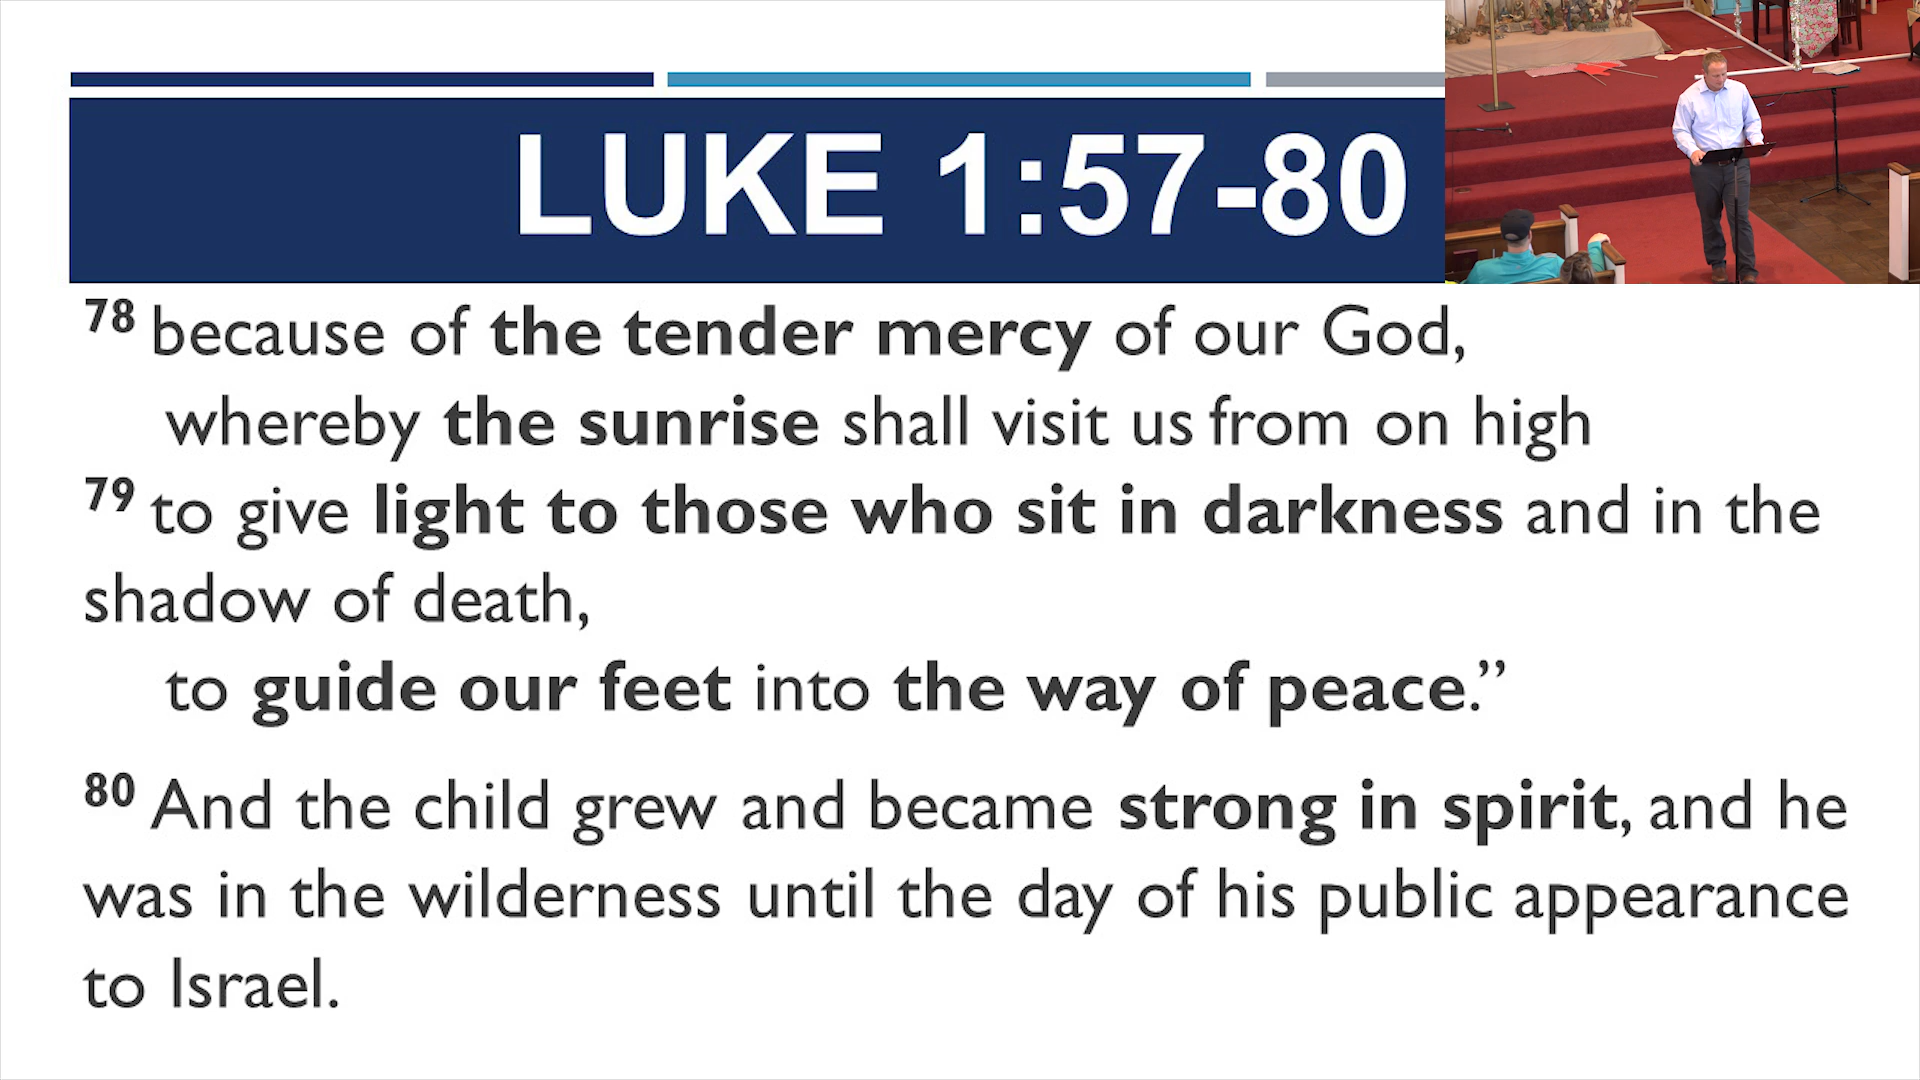 LUKE 1:57-80
78 because of the tender mercy of our God,
whereby the sunrise shall visit us from on high
79 to give light to those who sit in darkness and in the
shadow of death,
to guide our feet into the way of peace.”
80 And the child grew and became strong in spirit, and he
was in the wilderness until the day of his public appearance
to Israel.